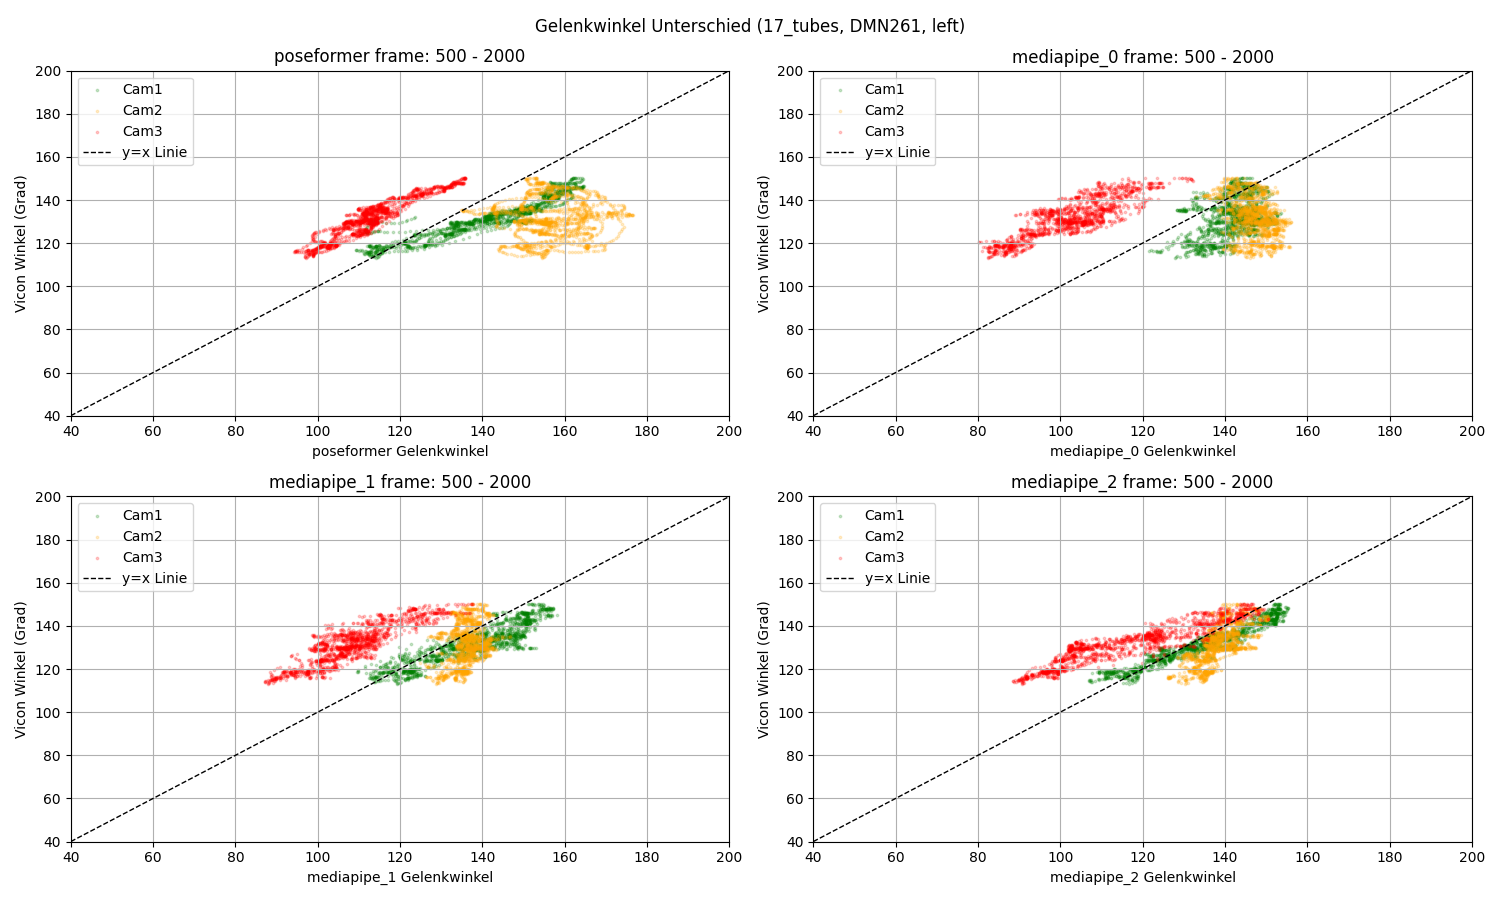 Gelenkwinkel Unterschied (17_tubes, DMN261, left)
poseformer frame: 500 - 2000
200
180
160
140
120
100
80
60
40
Vicon Winkel (Grad)
Cam1
Cam2
Cam3
y=x Linie
40 60 80 100 120 140 160 180 200
poseformer Gelenkwinkel
mediapipe_0 frame: 500 - 2000
200
180
160
140
120
100
80
60
40
Vicon Winkel (Grad)
Cam1
Cam2
Cam3
y=x Linie
40 60 80 100 120 140 160 180 200
mediapipe_0 Gelenkwinkel
mediapipe_1 frame: 500 - 2000
200
180
160
140
120
100
80
60
40
Vicon Winkel (Grad)
Cam1
Cam2
Cam3
y=x Linie
40 60 80 100 120 140 160 180 200
mediapipe_1 Gelenkwinkel
mediapipe_2 frame: 500 - 2000
200
180
160
140
120
100
80
60
40
Vicon Winkel (Grad)
Cam1
Cam2
Cam3
y=x Linie
40 60 80 100 120 140 160 180 200
mediapipe_2 Gelenkwinkel